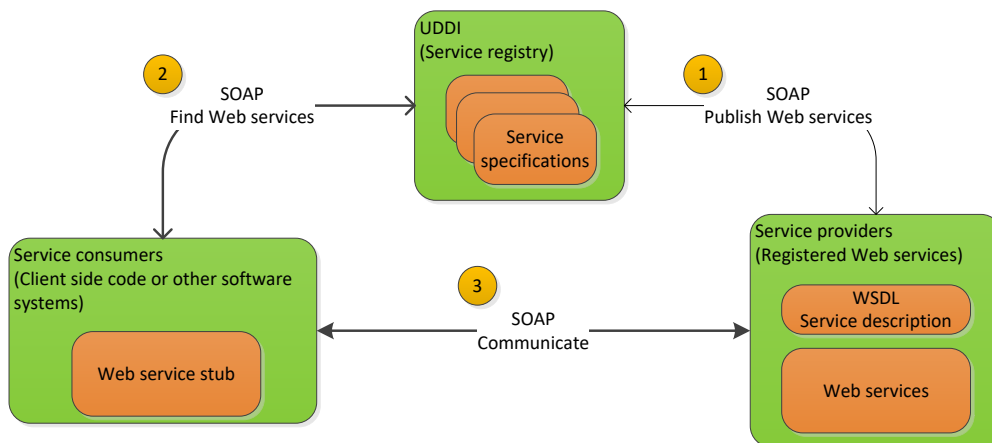 UDDI
(Service registry)
Service
specifications
2
SOAP
Find Web services
1
SOAP
Publish Web services
Service consumers
(Client side code or other software
systems)
Web service stub
3
SOAP
Communicate
Service providers
(Registered Web services)
WSDL
Service description
Web services